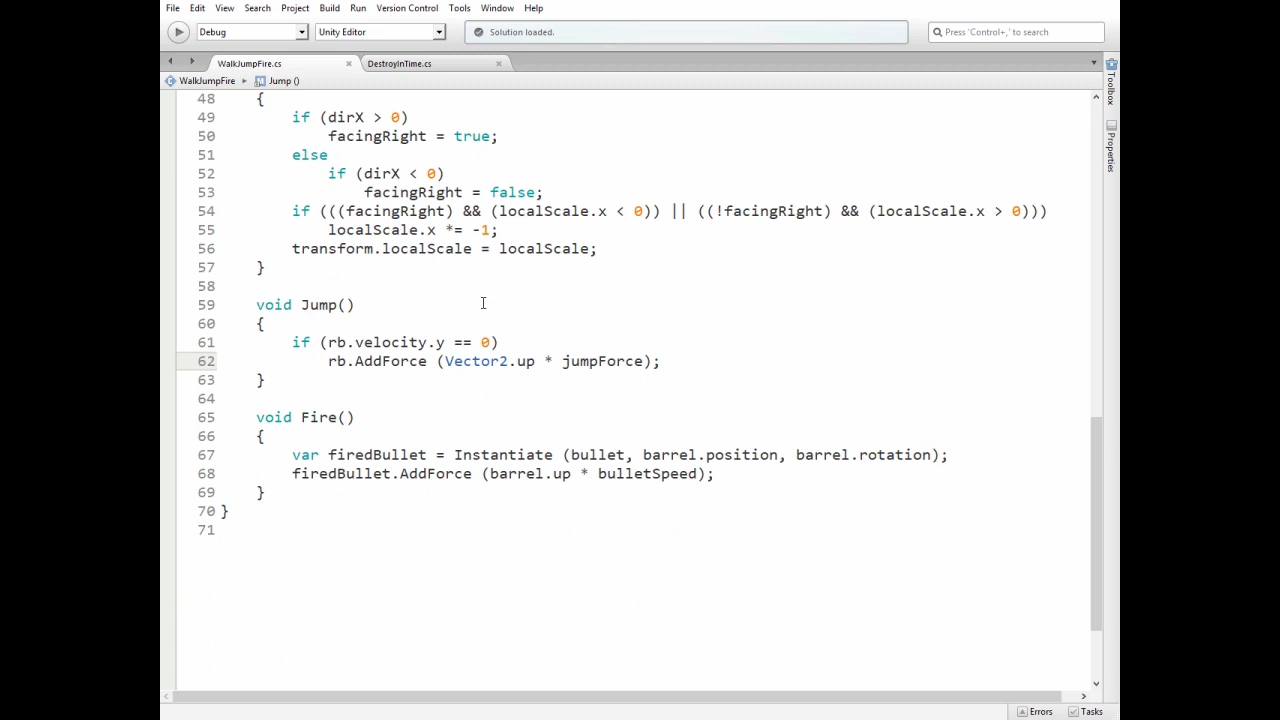 File Edit View Search Project Build Run Version Control Tools Window Help
Debug Unity Editor Solution loaded. Press 'Control+,' to search
WalkJumpFire.cs DestroyInTime.cs
WalkJumpFire Jump ()
48 {
49 if (dirX > 0)
50 facingRight = true;
51 else
52 if (dirX < 0)
53 facingRight = false;
54 if (((facingRight) && (localScale.x < 0)) || ((!facingRight) && (localScale.x > 0)))
55 localScale.x *= -1;
56 transform.localScale = localScale;
57 }
58
59 void Jump()
60 {
61 if (rb.velocity.y == 0)
62 rb.AddForce (Vector2.up * jumpForce);
63 }
64
65 void Fire()
66 {
67 var firedBullet = Instantiate (bullet, barrel.position, barrel.rotation);
68 firedBullet.AddForce (barrel.up * bulletSpeed);
69 }
70 }
71
Toolbox
Properties
Errors Tasks